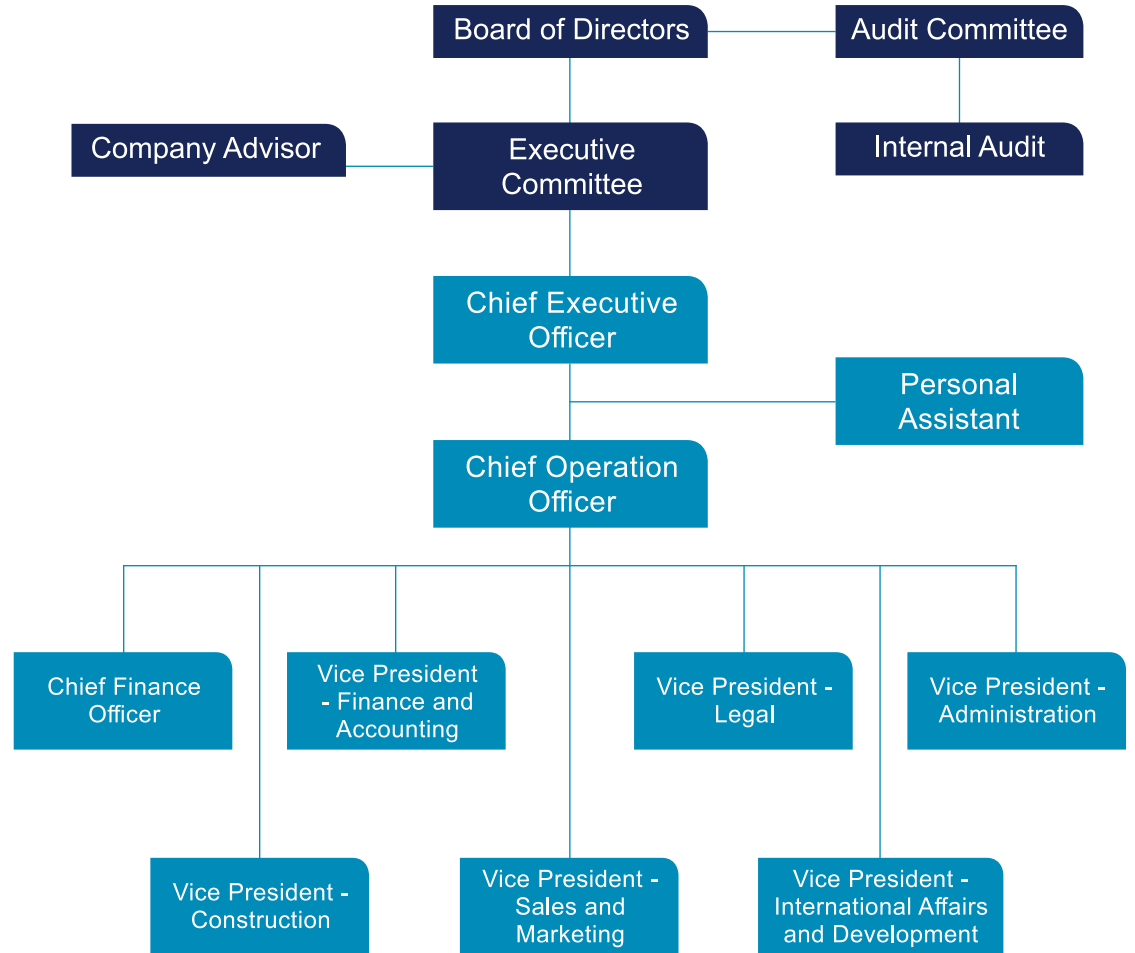 Board of Directors
Audit Committee
Company Advisor
Executive
Committee
Internal Audit
Chief Executive
Officer
Personal
Assistant
Chief Operation
Officer
Chief Finance
Officer
Vice President
- Finance and
Accounting
Vice President -
Legal
Vice President -
Administration
Vice President -
Construction
Vice President -
Sales and
Marketing
Vice President -
International Affairs
and Development